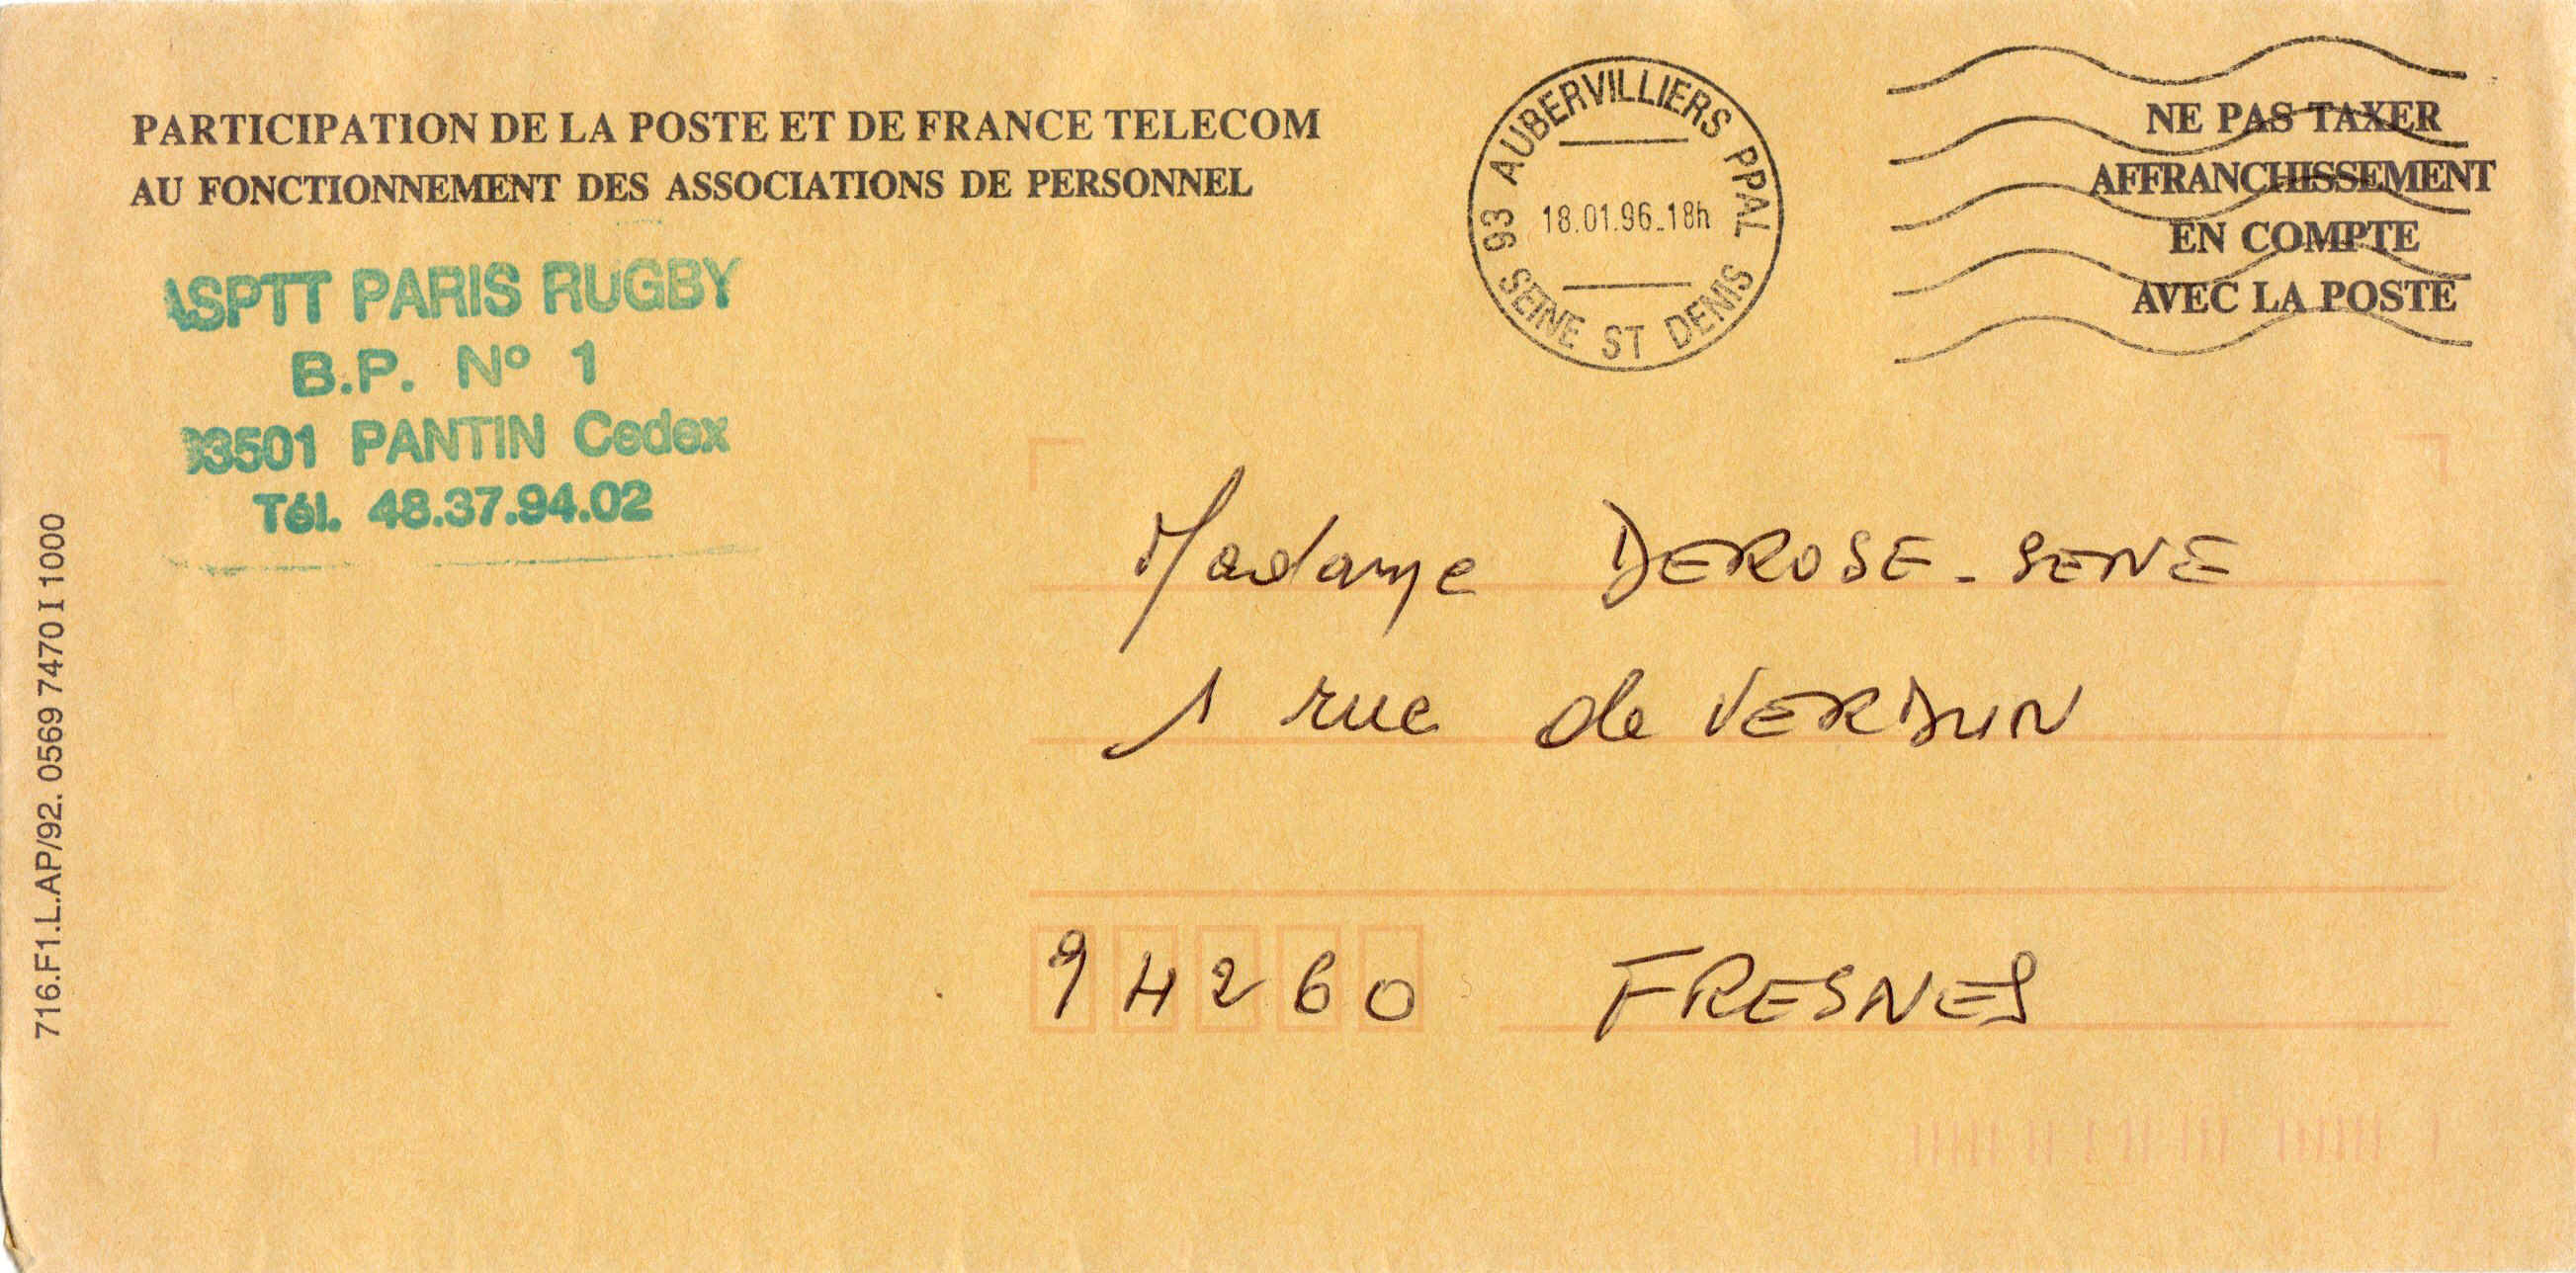 PARTICIPATION DE LA POSTE ET DE FRANCE TELECOM
AU FONCTIONNEMENT DES ASSOCIATIONS DE PERSONNEL
NE PAS TAXER
AFFRANCHISSEMENT
EN COMPTE
AVEC LA POSTE
93 AUBERVILLIERS PPAL
18.01.96_18h
SEINE ST DENIS
ASPTT PARIS RUGBY
B.P. N° 1
93501 PANTIN Cedex
Tél. 48.37.94.02
Madame DEROSE-SENE
1 rue de VERDUN
94260 FRESNES
716.F1.L.AP/92. 0569 7470 I 1000